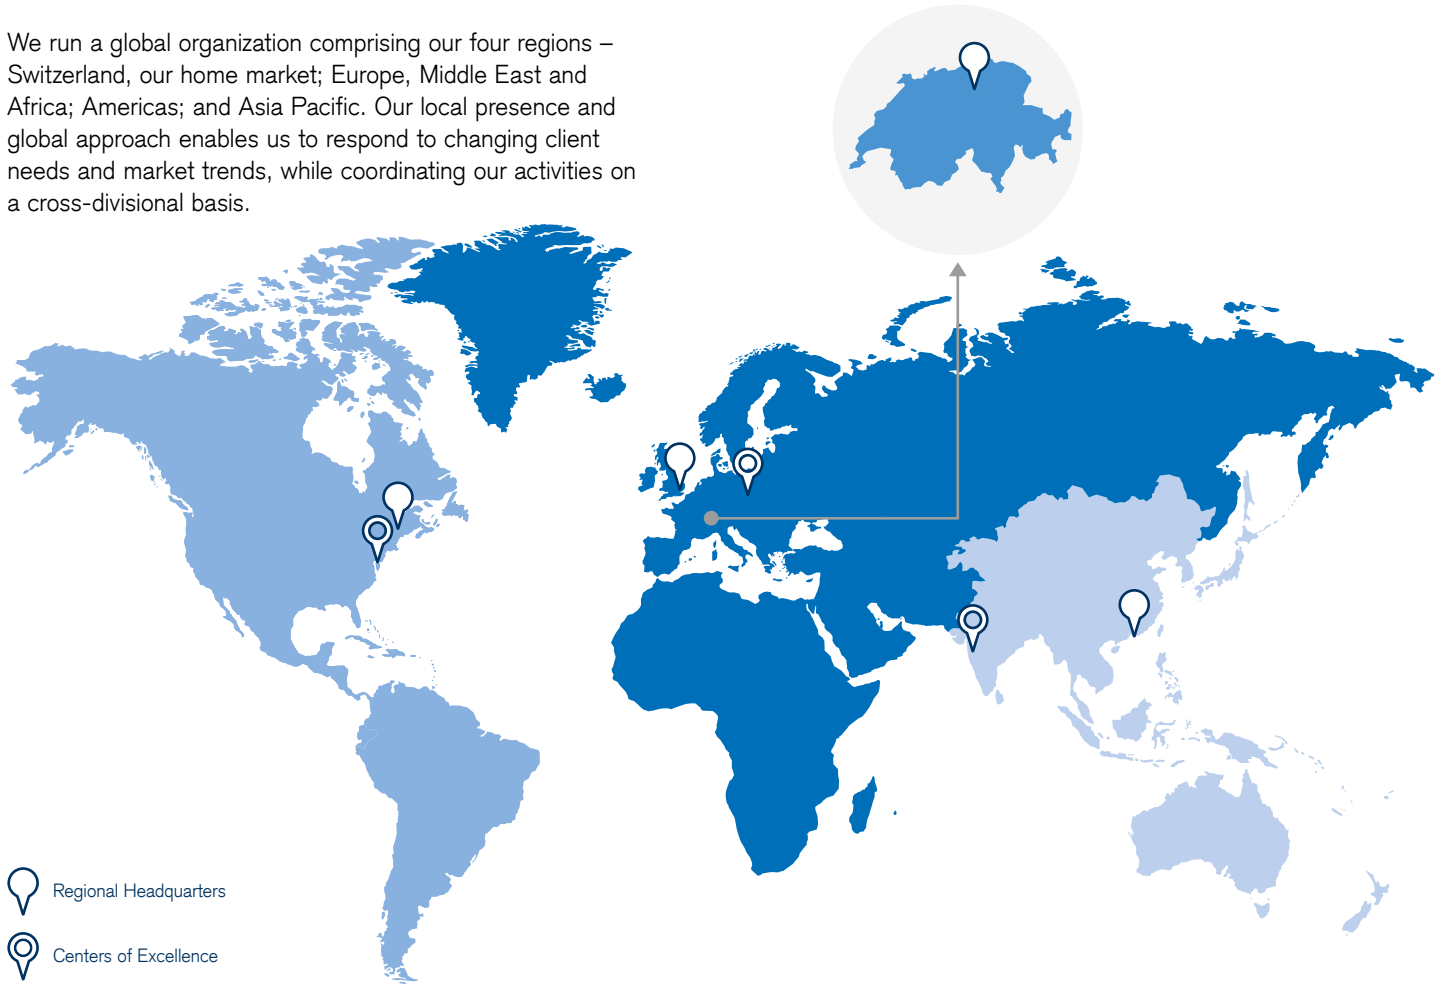 We run a global organization comprising our four regions –
Switzerland, our home market; Europe, Middle East and
Africa; Americas; and Asia Pacific. Our local presence and
global approach enables us to respond to changing client
needs and market trends, while coordinating our activities on
a cross-divisional basis.
Regional Headquarters
Centers of Excellence